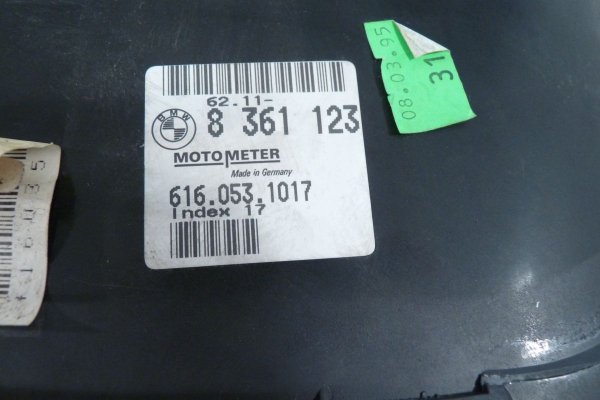 62.11-
BMW
8 361 123
MOTOMETER
Made in Germany
616.053.1017
Index 17
08.03.95
31